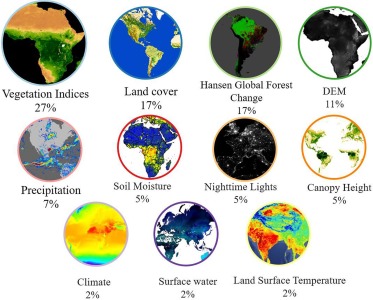 Vegetation Indices
27%
Land cover
17%
Hansen Global Forest
Change
17%
DEM
11%
Precipitation
7%
Soil Moisture
5%
Nighttime Lights
5%
Canopy Height
5%
Climate
2%
Surface water
2%
Land Surface Temperature
2%